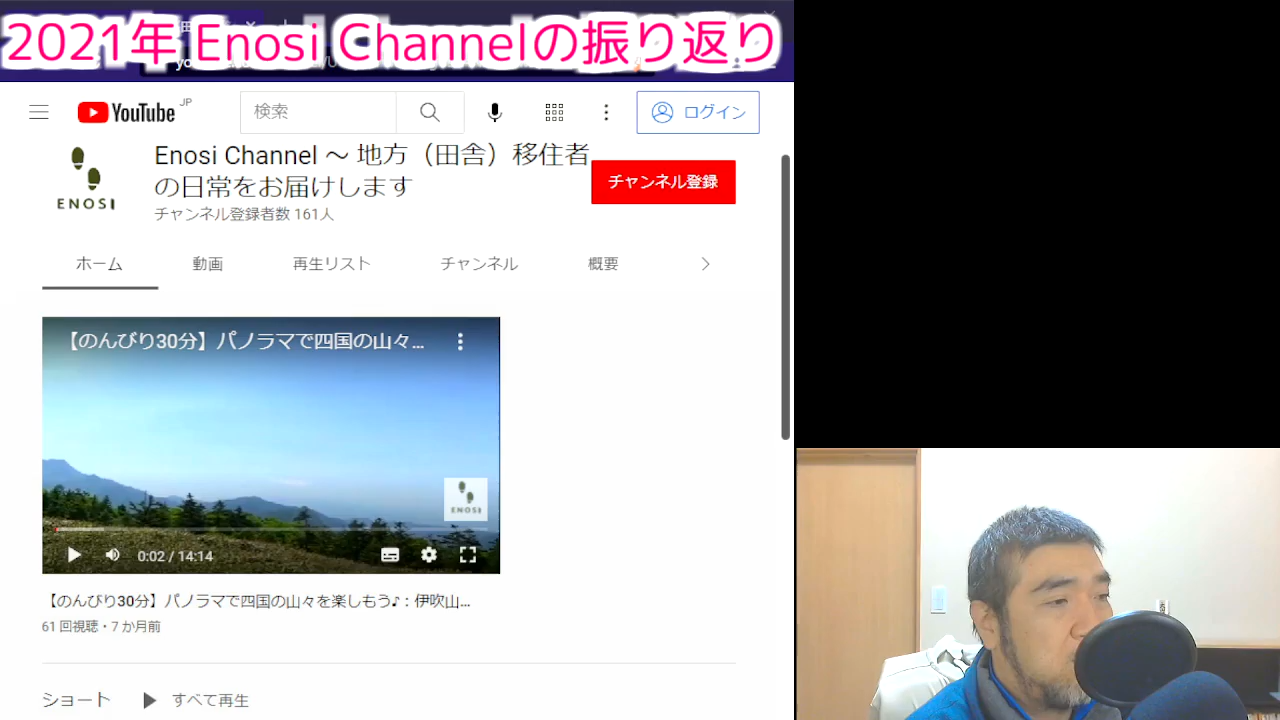 2021年 Enosi Channelの振り返り
YouTube JP
検索
ログイン
Enosi Channel ～ 地方（田舎）移住者
の日常をお届けします
チャンネル登録者数 161人
チャンネル登録
ENOSI
ホーム
動画
再生リスト
チャンネル
概要
【のんびり30分】パノラマで四国の山々...
ENOSI
0:02 / 14:14
【のんびり30分】パノラマで四国の山々を楽しもう♪：伊吹山...
61 回視聴・7 か月前
ショート
すべて再生